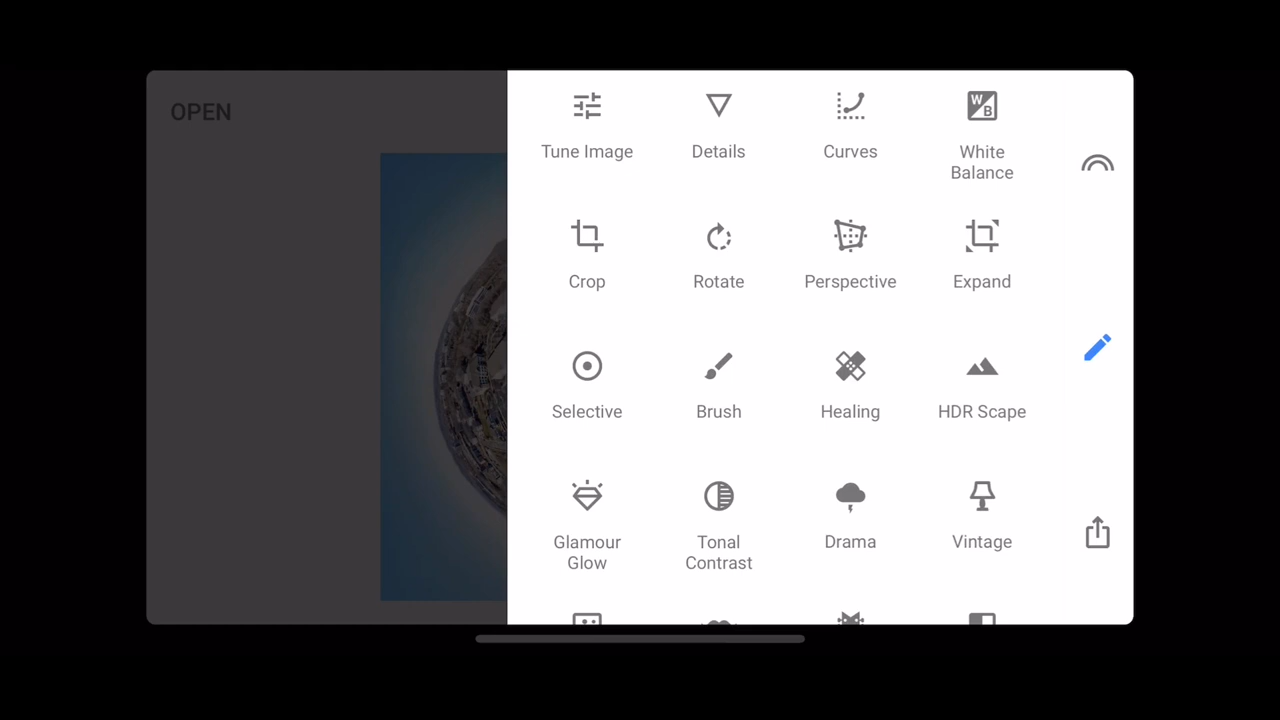 OPEN
Tune Image
Details
Curves
White
Balance
Crop
Rotate
Perspective
Expand
Selective
Brush
Healing
HDR Scape
Glamour
Glow
Tonal
Contrast
Drama
Vintage